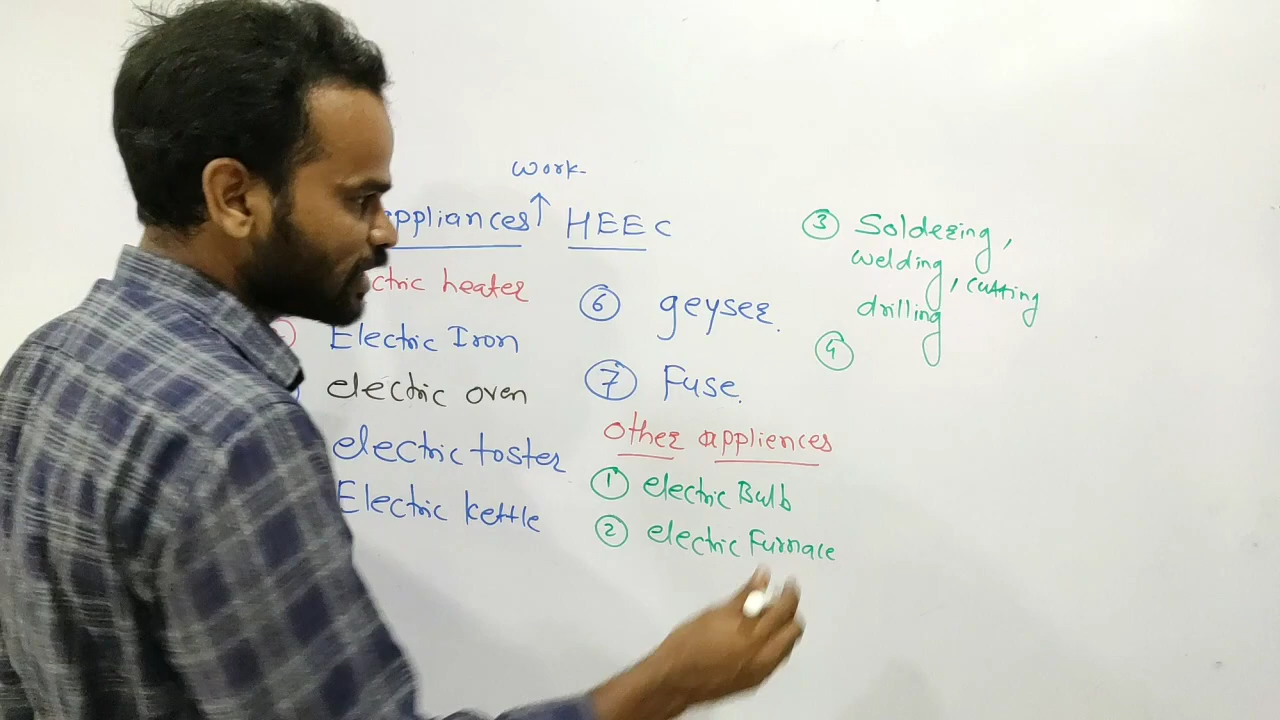 work
appliances ↑ HEEC
ctric heater
Electric Iron
electric oven
electric toster
Electric kettle
6 geyser.
7 Fuse.
Other appliences
1 electric Bulb
2 electric Furnace
3 Soldering,
welding, cutting
drilling
4